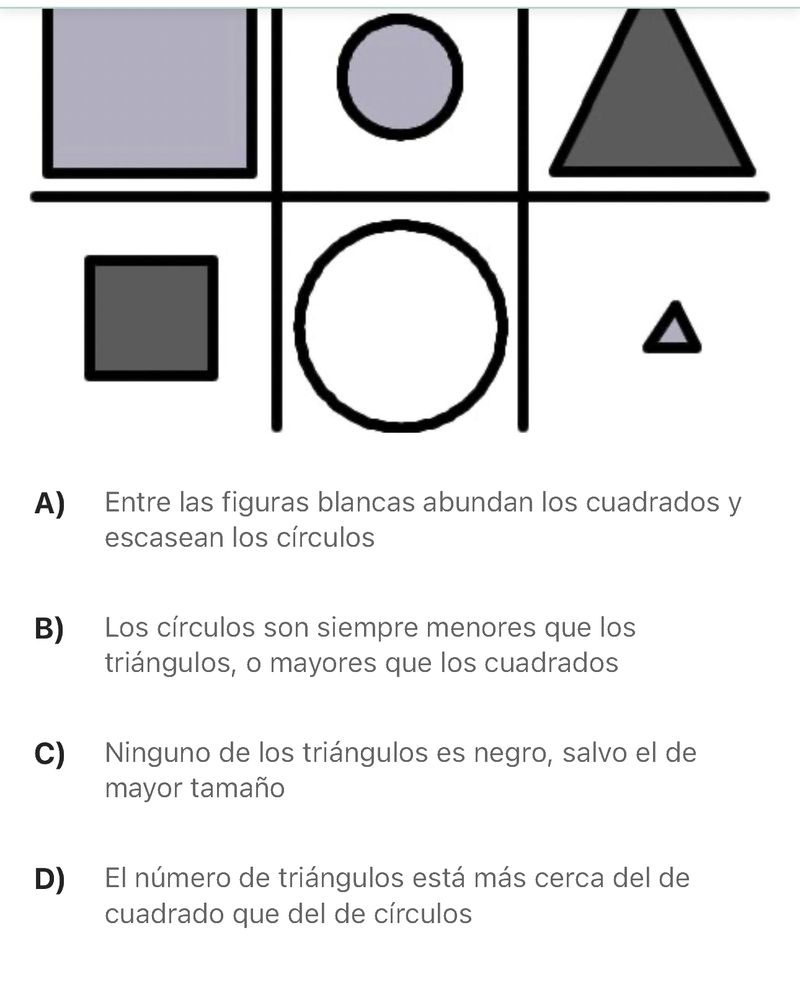 A) Entre las figuras blancas abundan los cuadrados y
escasean los círculos
B) Los círculos son siempre menores que los
triángulos, o mayores que los cuadrados
C) Ninguno de los triángulos es negro, salvo el de
mayor tamaño
D) El número de triángulos está más cerca del de
cuadrado que del de círculos